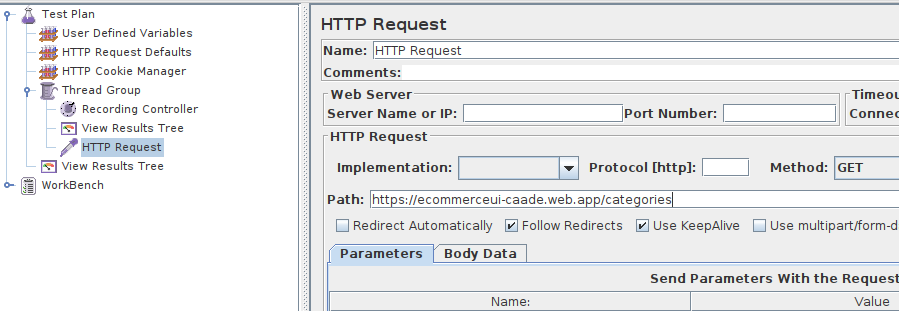 Test Plan
User Defined Variables
HTTP Request Defaults
HTTP Cookie Manager
Thread Group
Recording Controller
View Results Tree
HTTP Request
View Results Tree
WorkBench
HTTP Request
Name: HTTP Request
Comments:
Web Server Timeou
Server Name or IP: Port Number: Connec
HTTP Request
Implementation: Protocol [http]: Method: GET
Path: https://ecommerceui-caade.web.app/categories
Redirect Automatically Follow Redirects Use KeepAlive Use multipart/form-d
Parameters Body Data
Send Parameters With the Request
Name: Value